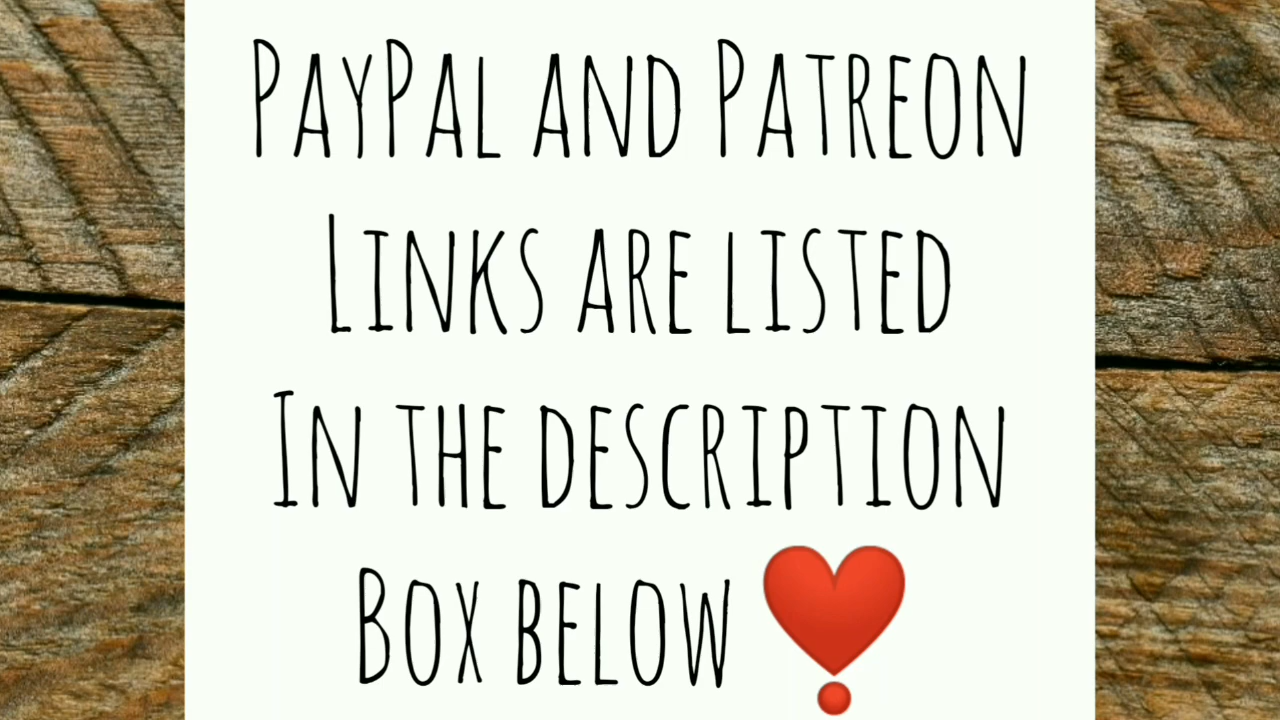 PayPal and Patreon
Links are listed
In the description
Box below ❣